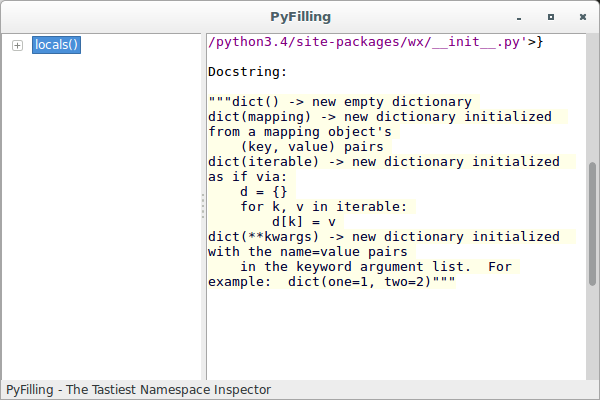 PyFilling
locals()
/python3.4/site-packages/wx/__init__.py'>}
Docstring:
"""dict() -> new empty dictionary
dict(mapping) -> new dictionary initialized
from a mapping object's
    (key, value) pairs
dict(iterable) -> new dictionary initialized
as if via:
    d = {}
    for k, v in iterable:
        d[k] = v
dict(**kwargs) -> new dictionary initialized
with the name=value pairs
    in the keyword argument list.  For
example:  dict(one=1, two=2)"""
PyFilling - The Tastiest Namespace Inspector